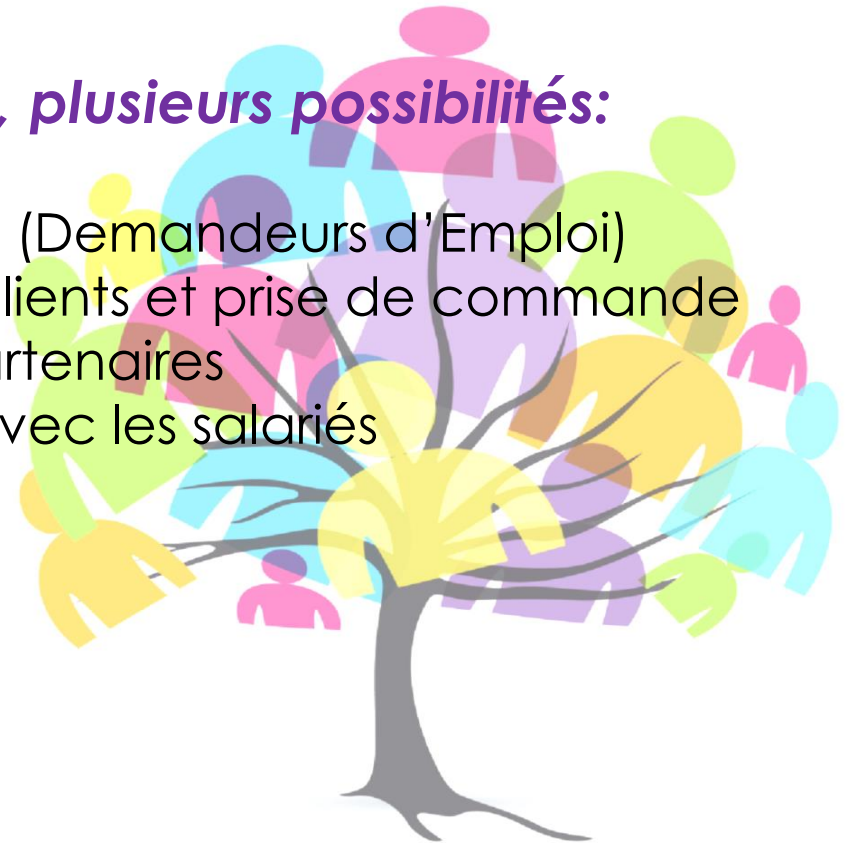 , plusieurs possibilités:
(Demandeurs d’Emploi)
lients et prise de commande
rtenaires
vec les salariés